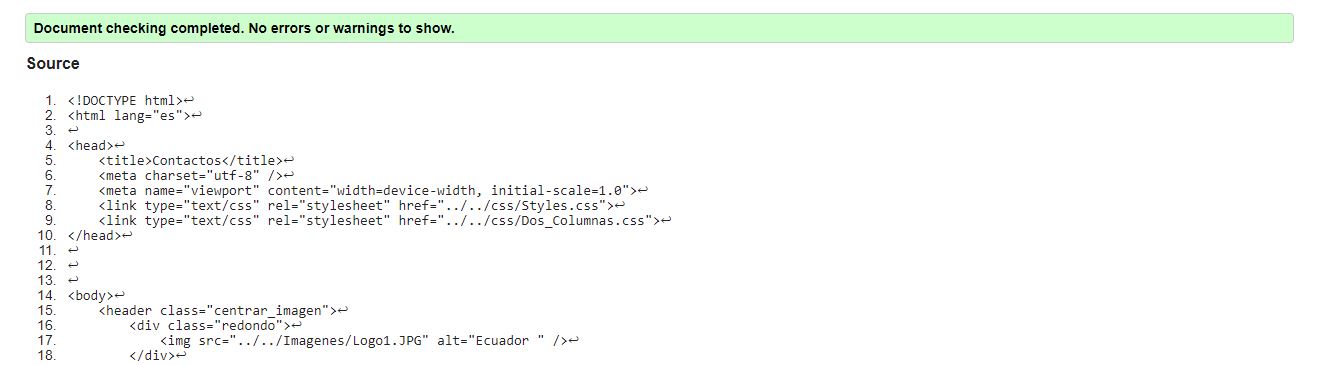 Document checking completed. No errors or warnings to show.
Source
1. <!DOCTYPE html>↩
2. <html lang="es">↩
3. ↩
4. <head>↩
5.     <title>Contactos</title>↩
6.     <meta charset="utf-8" />↩
7.     <meta name="viewport" content="width=device-width, initial-scale=1.0">↩
8.     <link type="text/css" rel="stylesheet" href="../../css/Styles.css">↩
9.     <link type="text/css" rel="stylesheet" href="../../css/Dos_Columnas.css">↩
10. </head>↩
11. ↩
12. ↩
13. ↩
14. <body>↩
15.     <header class="centrar_imagen">↩
16.         <div class="redondo">↩
17.             <img src="../../Imagenes/Logo1.JPG" alt="Ecuador " />↩
18.         </div>↩